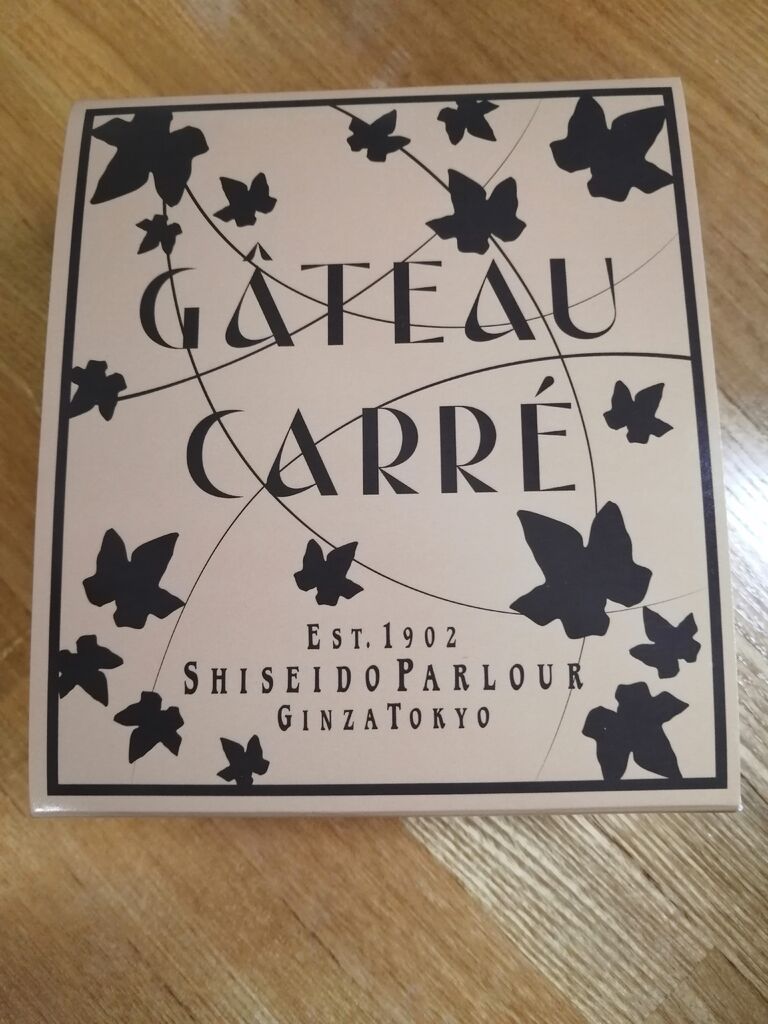 GÂTEAU
CARRÉ
EST. 1902
SHISEIDO PARLOUR
GINZA TOKYO